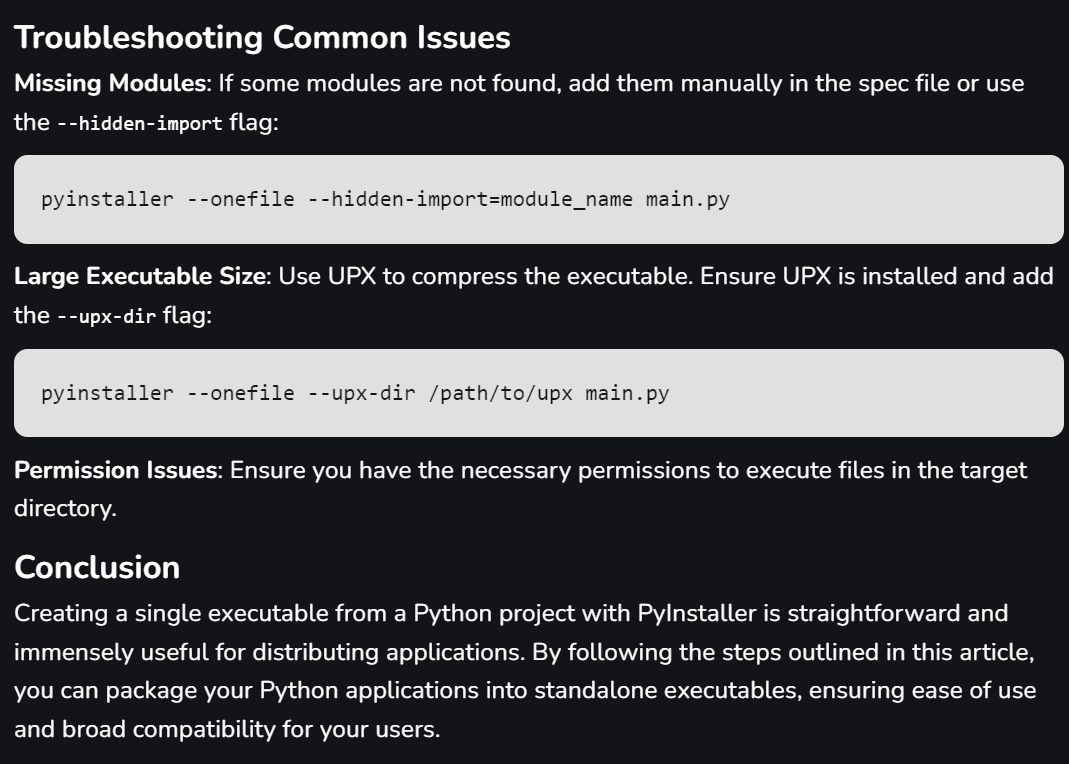 Troubleshooting Common Issues
Missing Modules: If some modules are not found, add them manually in the spec file or use
the --hidden-import flag:
pyinstaller --onefile --hidden-import=module_name main.py
Large Executable Size: Use UPX to compress the executable. Ensure UPX is installed and add
the --upx-dir flag:
pyinstaller --onefile --upx-dir /path/to/upx main.py
Permission Issues: Ensure you have the necessary permissions to execute files in the target
directory.
Conclusion
Creating a single executable from a Python project with PyInstaller is straightforward and
immensely useful for distributing applications. By following the steps outlined in this article,
you can package your Python applications into standalone executables, ensuring ease of use
and broad compatibility for your users.